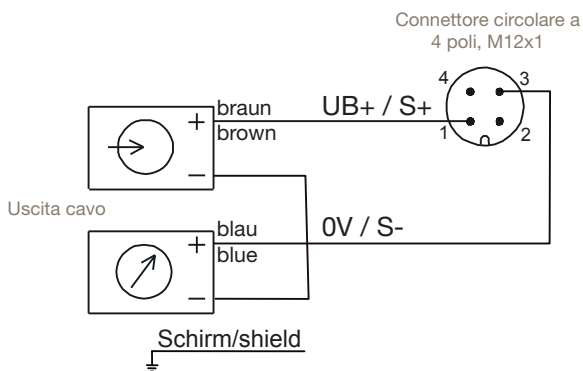 Connettore circolare a
4 poli, M12x1
4
3
1
2
braun
brown
UB+ / S+
+
−
Uscita cavo
blau
blue
0V / S-
+
−
Schirm/shield